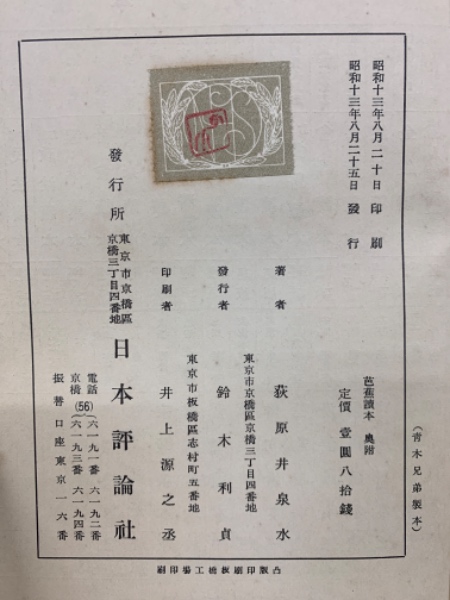 昭和十三年八月二十日 印刷
昭和十三年八月二十五日 發行
芭蕉讀本 奥附
定價 壹圓八拾錢
著者 荻原井泉水
東京市京橋區京橋三丁目四番地
發行者 鈴木利貞
東京市板橋區志村町五番地
印刷者 井上源之丞
發行所
東京市京橋區
京橋三丁目四番地
日本評論社
電話
京橋(56)
六一九一番 六一九二番
六一九三番 六一九四番
振替口座東京一六番
(青木兄弟製本)
凸版印刷板橋工場印刷